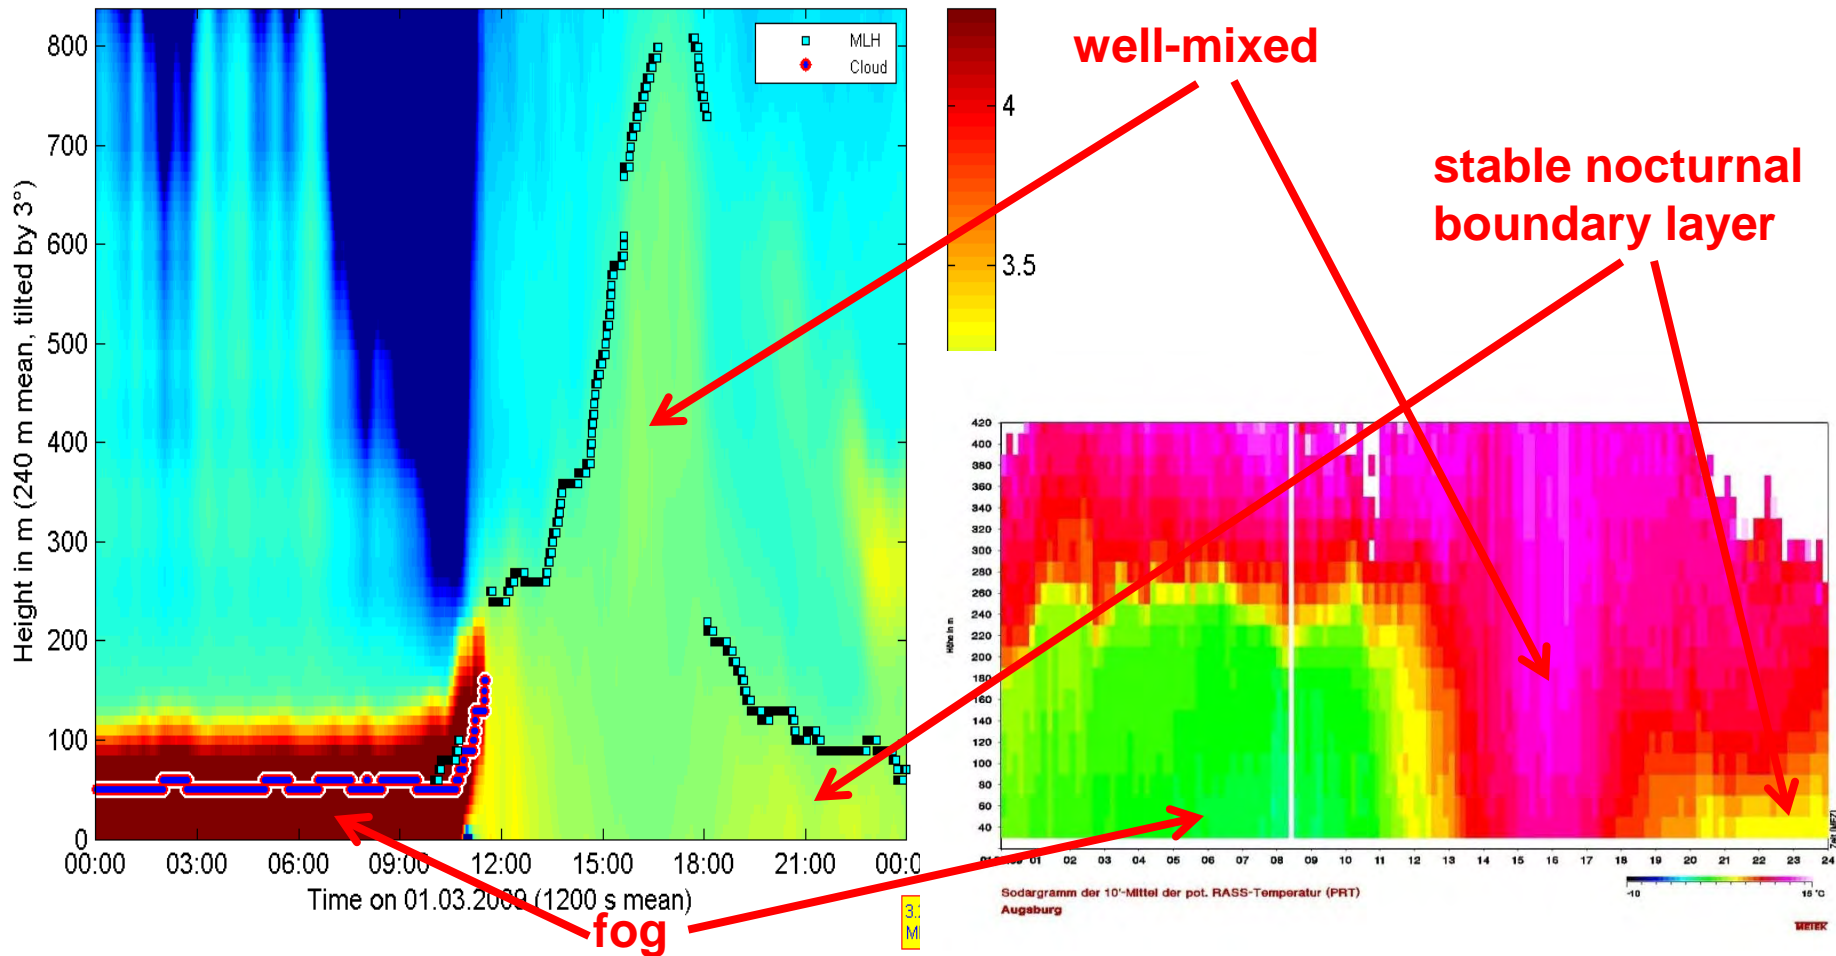 MLH
Cloud
800
700
600
500
400
300
200
100
0
Height in m (240 m mean, tilted by 3°)
00:00 03:00 06:00 09:00 12:00 15:00 18:00 21:00 00:0
Time on 01.03.2009 (1200 s mean)
4
3.5
well-mixed
stable nocturnal
boundary layer
fog
420
400
380
360
340
320
300
280
260
240
220
200
180
160
140
120
100
80
60
40
Höhe in m
01 02 03 04 05 06 07 08 09 10 11 12 13 14 15 16 17 18 19 20 21 22 23 24
Zeit (MEZ)
Sodargramm der 10'-Mittel der pot. RASS-Temperatur (PRT)
Augsburg
-10 15 °C
METEK